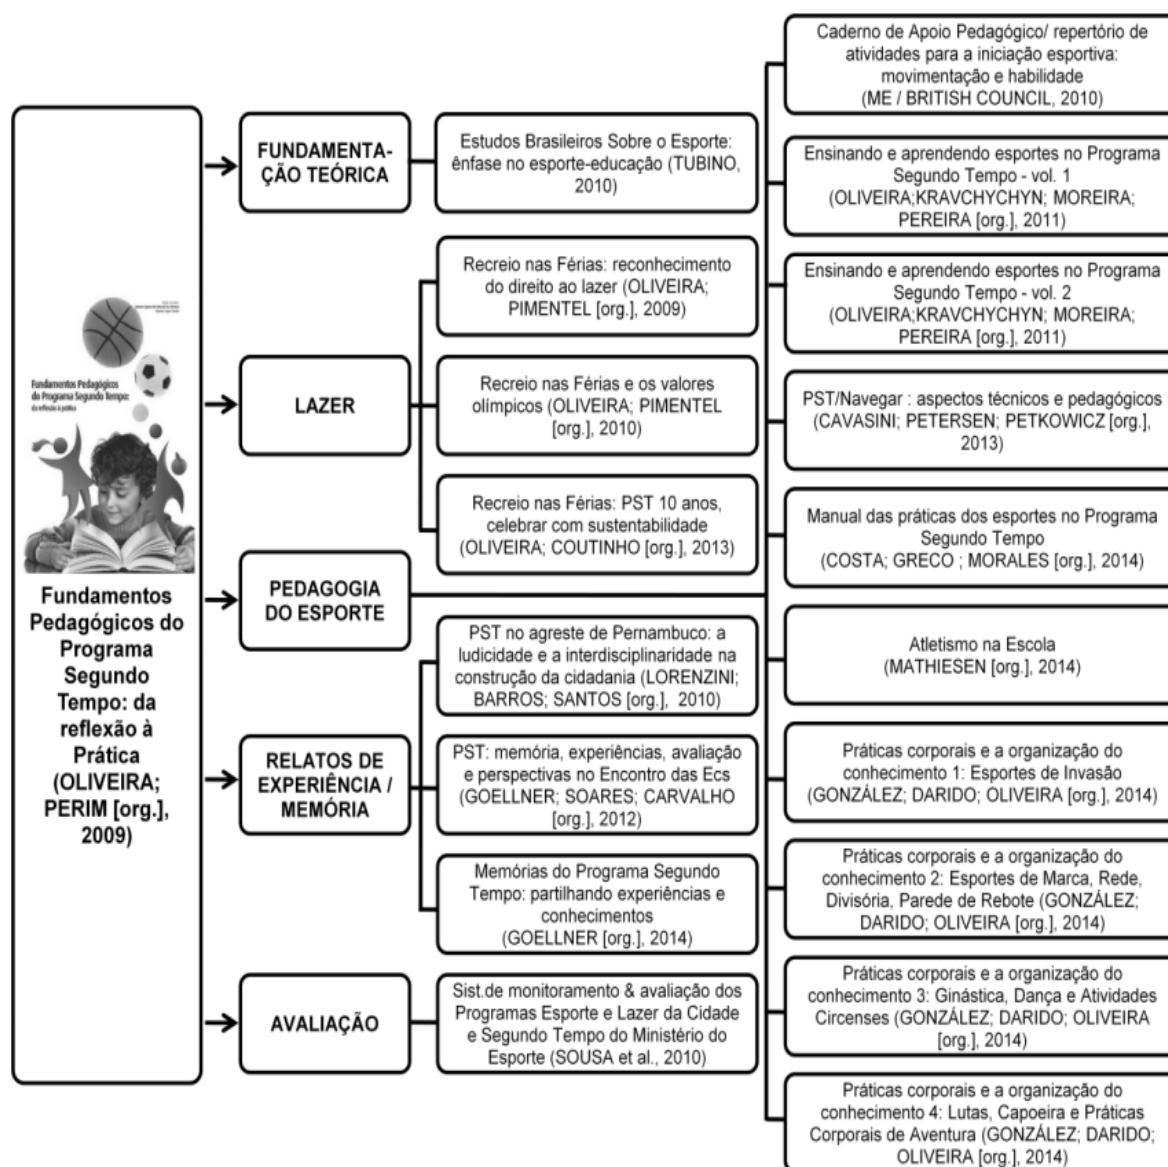 Fundamentos Pedagógicos
do Programa Segundo Tempo:
da reflexão à prática
Fundamentos
Pedagógicos do
Programa
Segundo
Tempo: da
reflexão à
Prática
(OLIVEIRA;
PERIM [org.],
2009)
FUNDAMENTA-
ÇÃO TEÓRICA
Estudos Brasileiros Sobre o Esporte:
ênfase no esporte-educação (TUBINO,
2010)
LAZER
Recreio nas Férias: reconhecimento
do direito ao lazer (OLIVEIRA;
PIMENTEL [org.], 2009)
Recreio nas Férias e os valores
olímpicos (OLIVEIRA; PIMENTEL
[org.], 2010)
Recreio nas Férias: PST 10 anos,
celebrar com sustentabilidade
(OLIVEIRA; COUTINHO [org.], 2013)
PEDAGOGIA
DO ESPORTE
Caderno de Apoio Pedagógico/ repertório de
atividades para a iniciação esportiva:
movimentação e habilidade
(ME / BRITISH COUNCIL, 2010)
Ensinando e aprendendo esportes no Programa
Segundo Tempo - vol. 1
(OLIVEIRA;KRAVCHYCHYN; MOREIRA;
PEREIRA [org.], 2011)
Ensinando e aprendendo esportes no Programa
Segundo Tempo - vol. 2
(OLIVEIRA;KRAVCHYCHYN; MOREIRA;
PEREIRA [org.], 2011)
PST/Navegar : aspectos técnicos e pedagógicos
(CAVASINI; PETERSEN; PETKOWICZ [org.],
2013)
Manual das práticas dos esportes no Programa
Segundo Tempo
(COSTA; GRECO ; MORALES [org.], 2014)
Atletismo na Escola
(MATHIESEN [org.], 2014)
Práticas corporais e a organização do
conhecimento 1: Esportes de Invasão
(GONZÁLEZ; DARIDO; OLIVEIRA [org.], 2014)
Práticas corporais e a organização do
conhecimento 2: Esportes de Marca, Rede,
Divisória, Parede de Rebote (GONZÁLEZ;
DARIDO; OLIVEIRA [org.], 2014)
Práticas corporais e a organização do
conhecimento 3: Ginástica, Dança e Atividades
Circenses (GONZÁLEZ; DARIDO; OLIVEIRA
[org.], 2014)
Práticas corporais e a organização do
conhecimento 4: Lutas, Capoeira e Práticas
Corporais de Aventura (GONZÁLEZ; DARIDO;
OLIVEIRA [org.], 2014)
RELATOS DE
EXPERIÊNCIA /
MEMÓRIA
PST no agreste de Pernambuco: a
ludicidade e a interdisciplinaridade na
construção da cidadania (LORENZINI;
BARROS; SANTOS [org.], 2010)
PST: memória, experiências, avaliação
e perspectivas no Encontro das Ecs
(GOELLNER; SOARES; CARVALHO
[org.], 2012)
Memórias do Programa Segundo
Tempo: partilhando experiências e
conhecimentos
(GOELLNER [org.], 2014)
AVALIAÇÃO
Sist.de monitoramento & avaliação dos
Programas Esporte e Lazer da Cidade
e Segundo Tempo do Ministério do
Esporte (SOUSA et al., 2010)